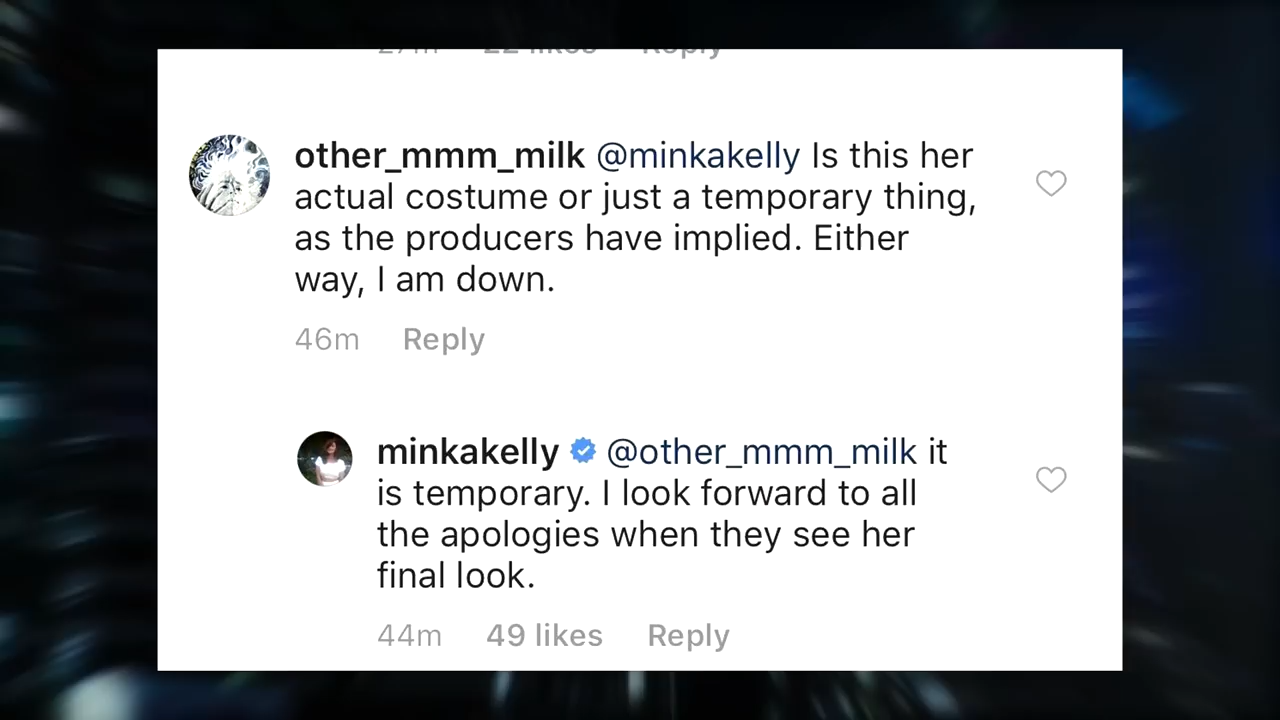 other_mmm_milk @minkakelly Is this her
actual costume or just a temporary thing,
as the producers have implied. Either
way, I am down.
46m Reply
minkakelly @other_mmm_milk it
is temporary. I look forward to all
the apologies when they see her
final look.
44m 49 likes Reply